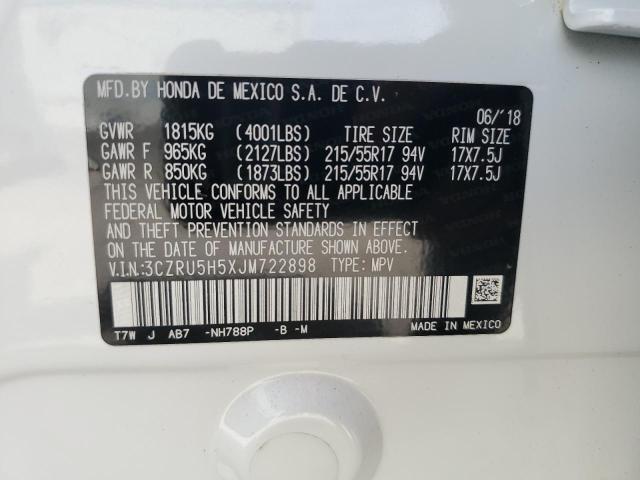 MFD.BY HONDA DE MEXICO S.A. DE C.V.
06/'18
GVWR 1815KG (4001LBS) TIRE SIZE RIM SIZE
GAWR F 965KG (2127LBS) 215/55R17 94V 17X7.5J
GAWR R 850KG (1873LBS) 215/55R17 94V 17X7.5J
THIS VEHICLE CONFORMS TO ALL APPLICABLE
FEDERAL MOTOR VEHICLE SAFETY
AND THEFT PREVENTION STANDARDS IN EFFECT
ON THE DATE OF MANUFACTURE SHOWN ABOVE.
V.I.N.:3CZRU5H5XJM722898 TYPE: MPV
T7W J AB7 -NH788P -B -M MADE IN MEXICO